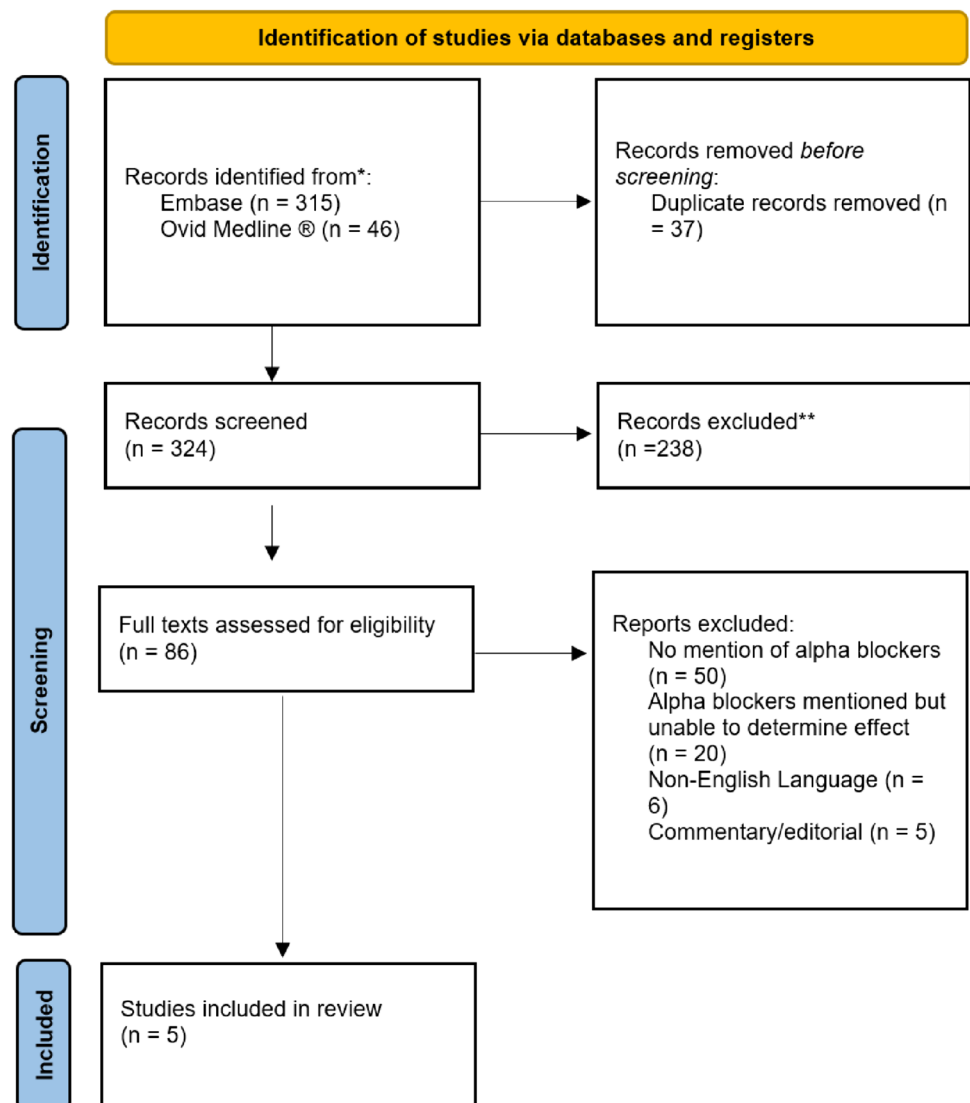 Identification of studies via databases and registers
Identification
Records identified from*:
Embase (n = 315)
Ovid Medline ® (n = 46)
Records removed before
screening:
Duplicate records removed (n
= 37)
Screening
Records screened
(n = 324)
Records excluded**
(n =238)
Full texts assessed for eligibility
(n = 86)
Reports excluded:
No mention of alpha blockers
(n = 50)
Alpha blockers mentioned but
unable to determine effect
(n = 20)
Non-English Language (n =
6)
Commentary/editorial (n = 5)
Included
Studies included in review
(n = 5)